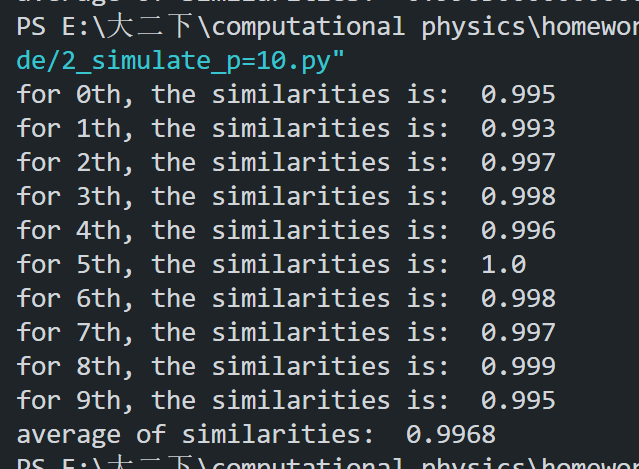 PS E:\大二下\computational physics\homewor
de/2_simulate_p=10.py"
for 0th, the similarities is:  0.995
for 1th, the similarities is:  0.993
for 2th, the similarities is:  0.997
for 3th, the similarities is:  0.998
for 4th, the similarities is:  0.996
for 5th, the similarities is:  1.0
for 6th, the similarities is:  0.998
for 7th, the similarities is:  0.997
for 8th, the similarities is:  0.999
for 9th, the similarities is:  0.995
average of similarities:  0.9968
PS E:\大二下\computational physics\homewor